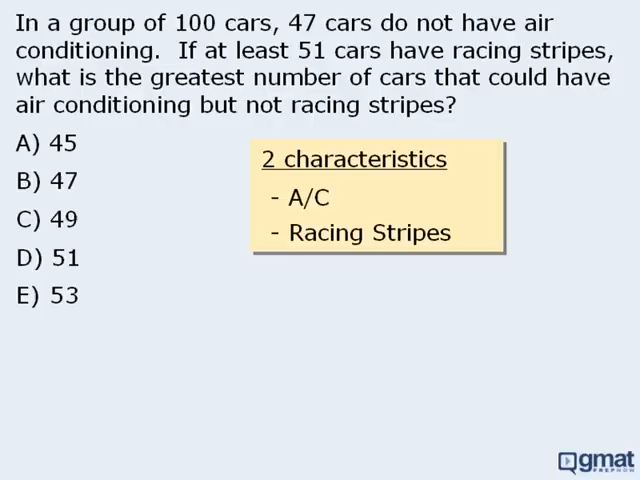 In a group of 100 cars, 47 cars do not have air
conditioning.  If at least 51 cars have racing stripes,
what is the greatest number of cars that could have
air conditioning but not racing stripes?
A) 45
B) 47
C) 49
D) 51
E) 53
2 characteristics
- A/C
- Racing Stripes
gmat
PREPNOW